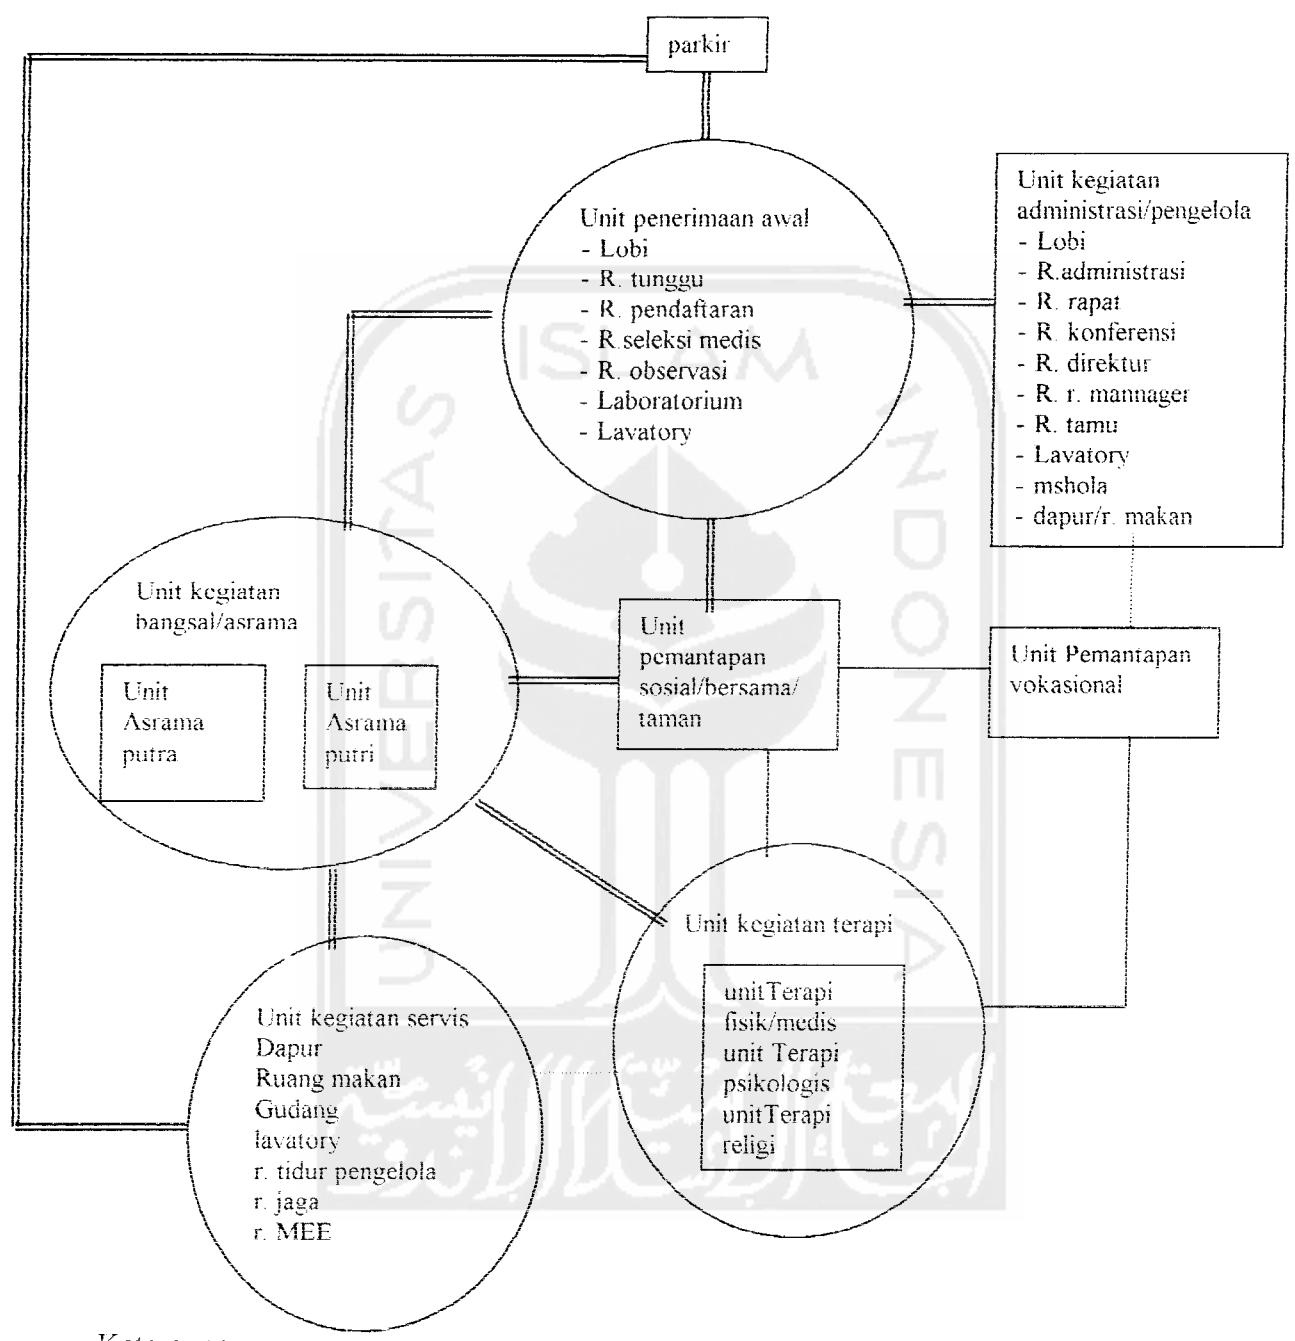 parkir
Unit penerimaan awal
- Lobi
- R. tunggu
- R. pendaftaran
- R.seleksi medis
- R. observasi
- Laboratorium
- Lavatory
Unit kegiatan
administrasi/pengelola
- Lobi
- R.administrasi
- R. rapat
- R. konferensi
- R. direktur
- R. r. mannager
- R. tamu
- Lavatory
- mshola
- dapur/r. makan
Unit kegiatan
bangsal/asrama
Unit
Asrama
putra
Unit
Asrama
putri
Unit
pemantapan
sosial/bersama/
taman
Unit Pemantapan
vokasional
Unit kegiatan terapi
unitTerapi
fisik/medis
unit Terapi
psikologis
unitTerapi
religi
Unit kegiatan servis
Dapur
Ruang makan
Gudang
lavatory
r. tidur pengelola
r. jaga
r. MEE
UNIVERSITAS
ISLAM
INDONESIA